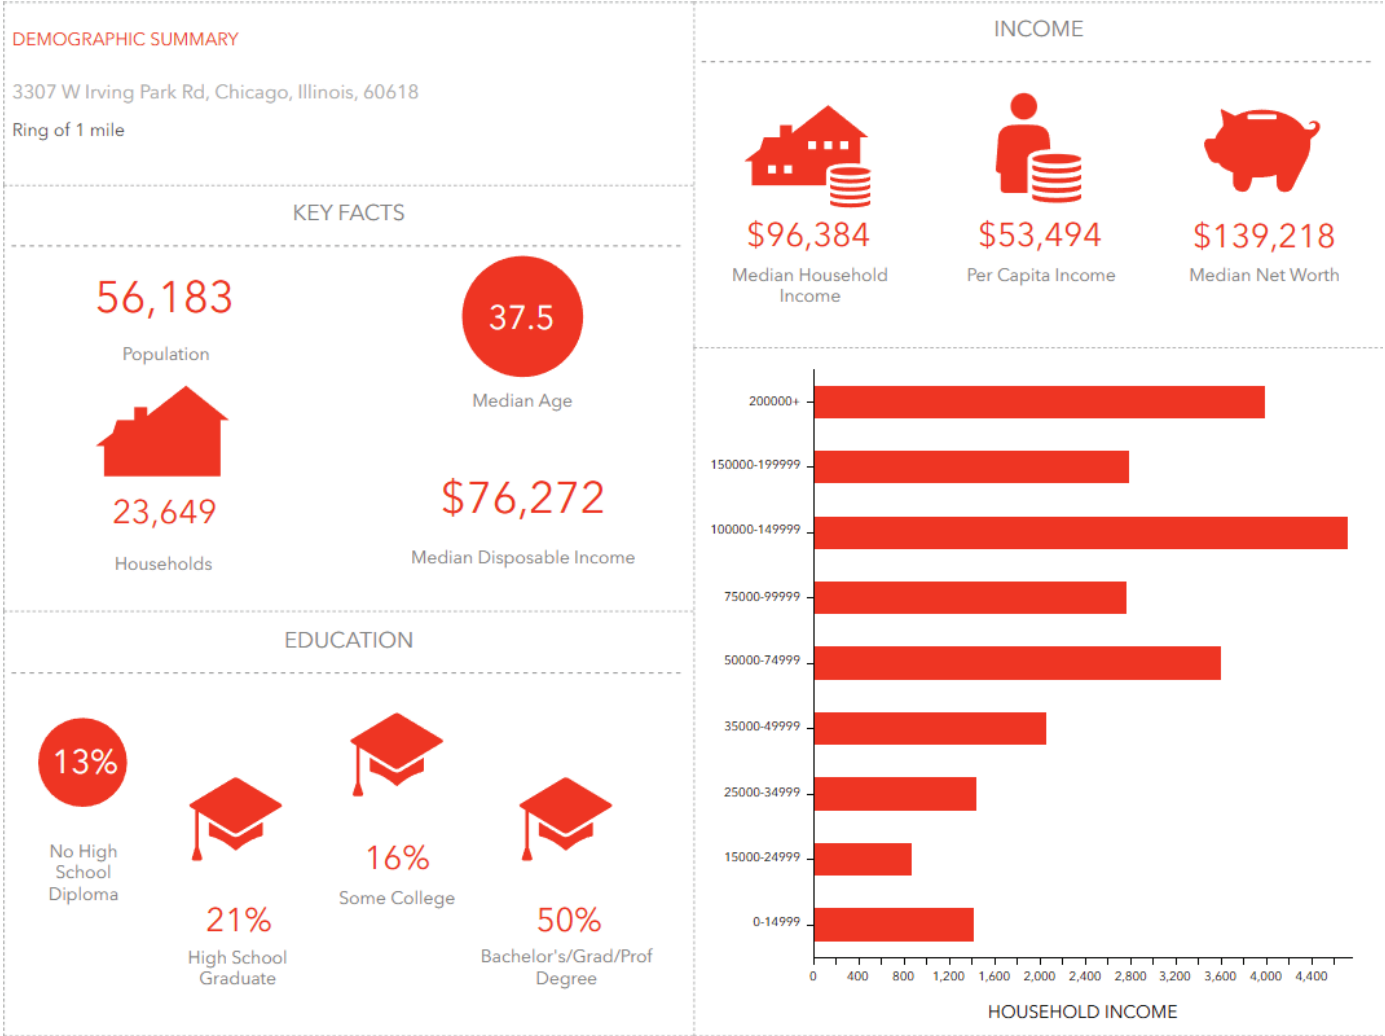 DEMOGRAPHIC SUMMARY
3307 W Irving Park Rd, Chicago, Illinois, 60618
Ring of 1 mile
KEY FACTS
56,183
Population
37.5
Median Age
23,649
Households
$76,272
Median Disposable Income
EDUCATION
13%
No High
School
Diploma
21%
High School
Graduate
16%
Some College
50%
Bachelor's/Grad/Prof
Degree
INCOME
$96,384
Median Household
Income
$53,494
Per Capita Income
$139,218
Median Net Worth
200000+
150000-199999
100000-149999
75000-99999
50000-74999
35000-49999
25000-34999
15000-24999
0-14999
0 400 800 1,200 1,600 2,000 2,400 2,800 3,200 3,600 4,000 4,400
HOUSEHOLD INCOME